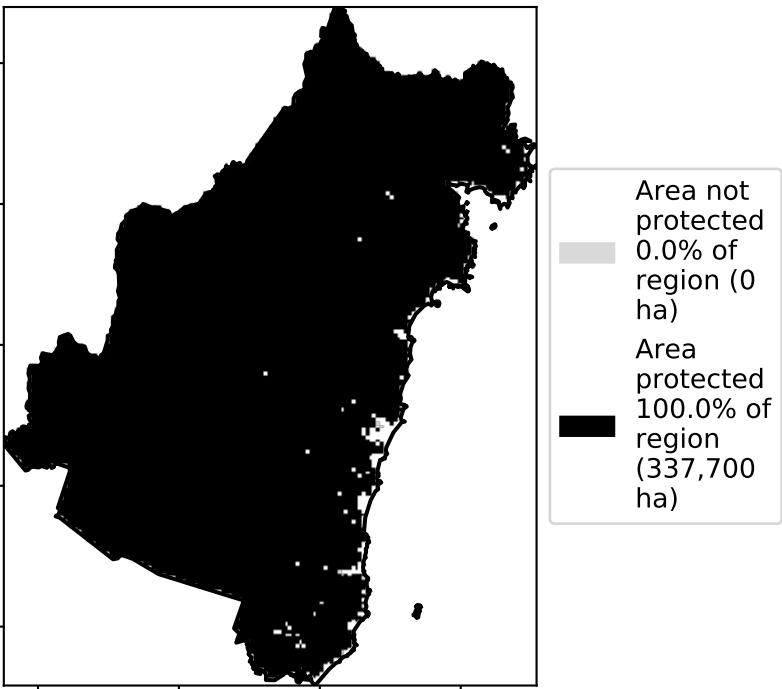 Area not
protected
0.0% of
region (0
ha)
Area
protected
100.0% of
region
(337,700
ha)